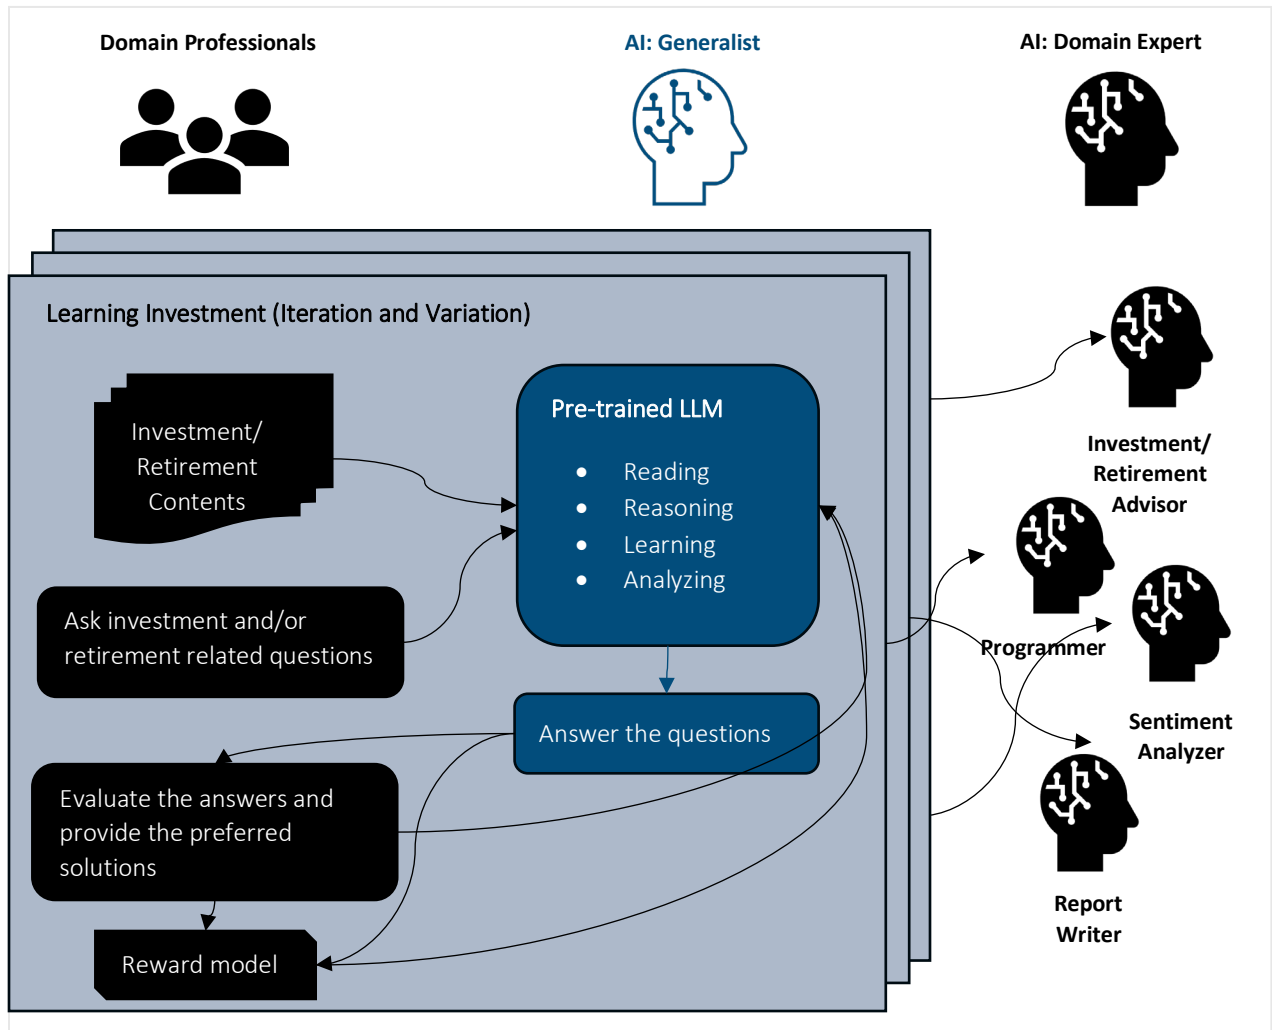 Domain Professionals
AI: Generalist
AI: Domain Expert
Learning Investment (Iteration and Variation)
Investment/
Retirement
Contents
Pre-trained LLM
Reading
Reasoning
Learning
Analyzing
Ask investment and/or
retirement related questions
Answer the questions
Evaluate the answers and
provide the preferred
solutions
Reward model
Investment/
Retirement
Advisor
Programmer
Sentiment
Analyzer
Report
Writer